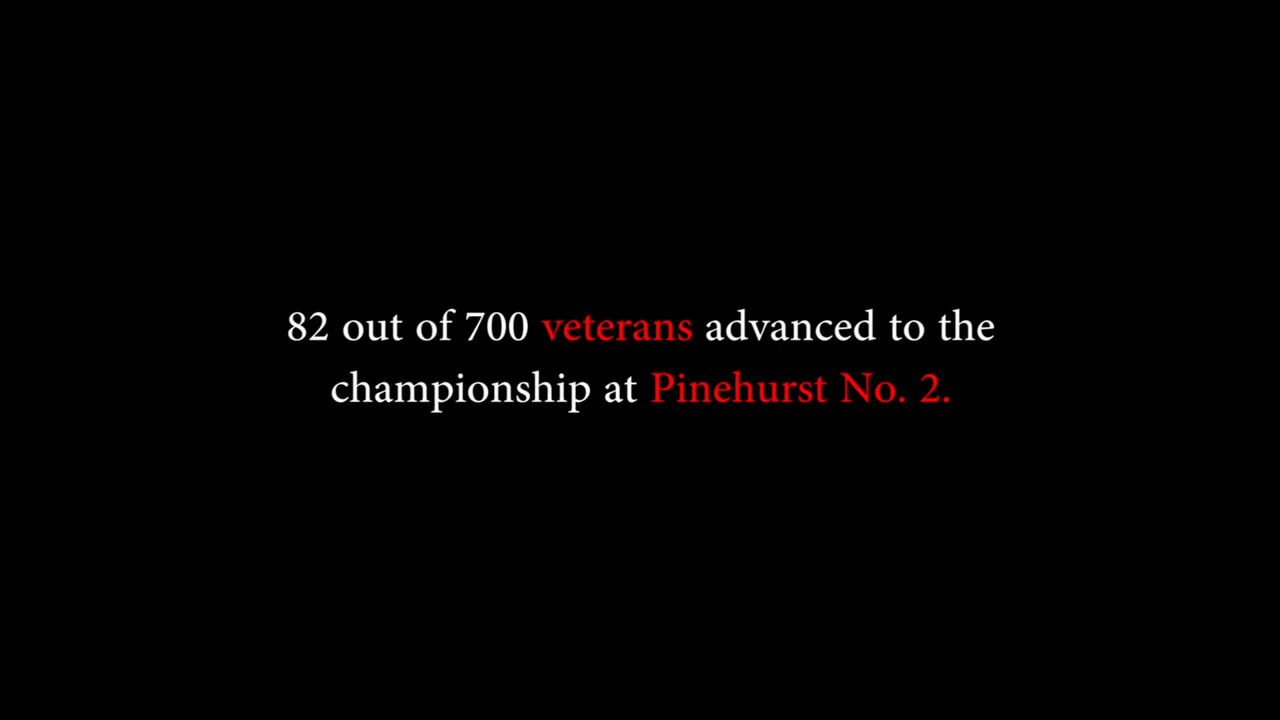 82 out of 700 veterans advanced to the
championship at Pinehurst No. 2.